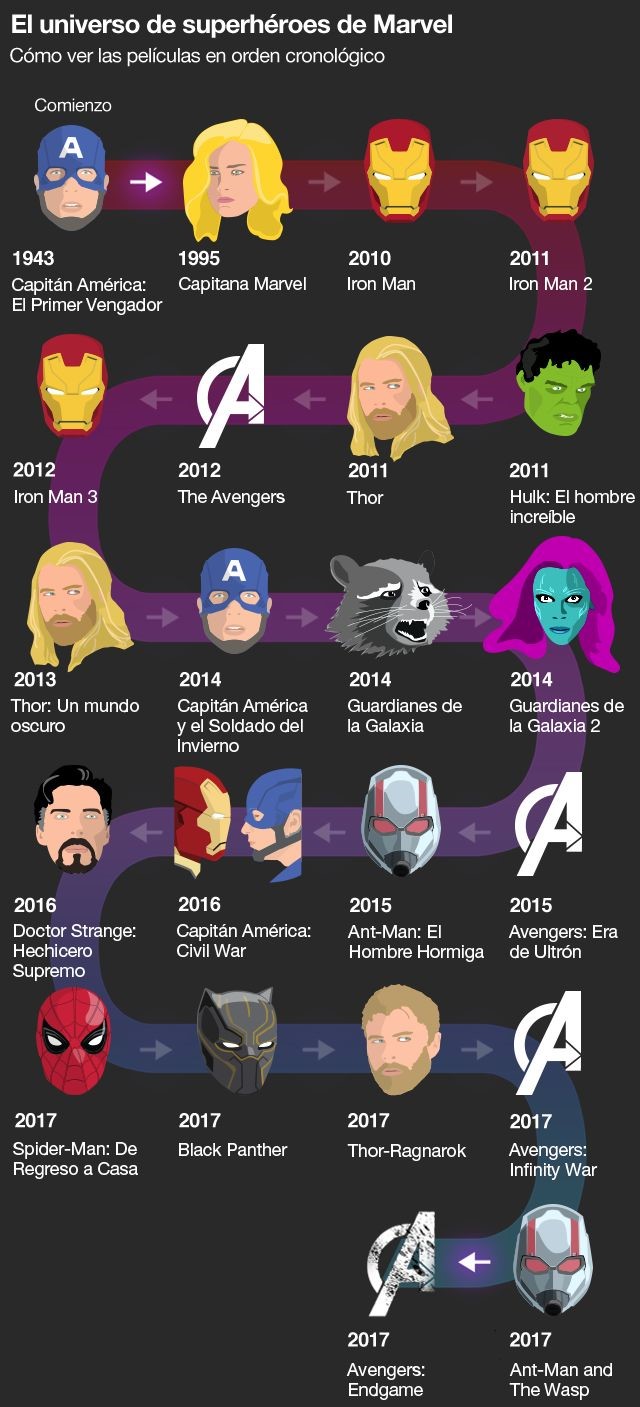 El universo de superhéroes de Marvel
Cómo ver las películas en orden cronológico
Comienzo
A
1943
Capitán América:
El Primer Vengador
1995
Capitana Marvel
2010
Iron Man
2011
Iron Man 2
2011
Hulk: El hombre
increíble
2011
Thor
A
2012
The Avengers
2012
Iron Man 3
2013
Thor: Un mundo
oscuro
A
2014
Capitán América
y el Soldado del
Invierno
2014
Guardianes de
la Galaxia
2014
Guardianes de
la Galaxia 2
A
2015
Avengers: Era
de Ultrón
2015
Ant-Man: El
Hombre Hormiga
2016
Capitán América:
Civil War
2016
Doctor Strange:
Hechicero
Supremo
2017
Spider-Man: De
Regreso a Casa
2017
Black Panther
2017
Thor-Ragnarok
A
2017
Avengers:
Infinity War
2017
Ant-Man and
The Wasp
A
2017
Avengers:
Endgame